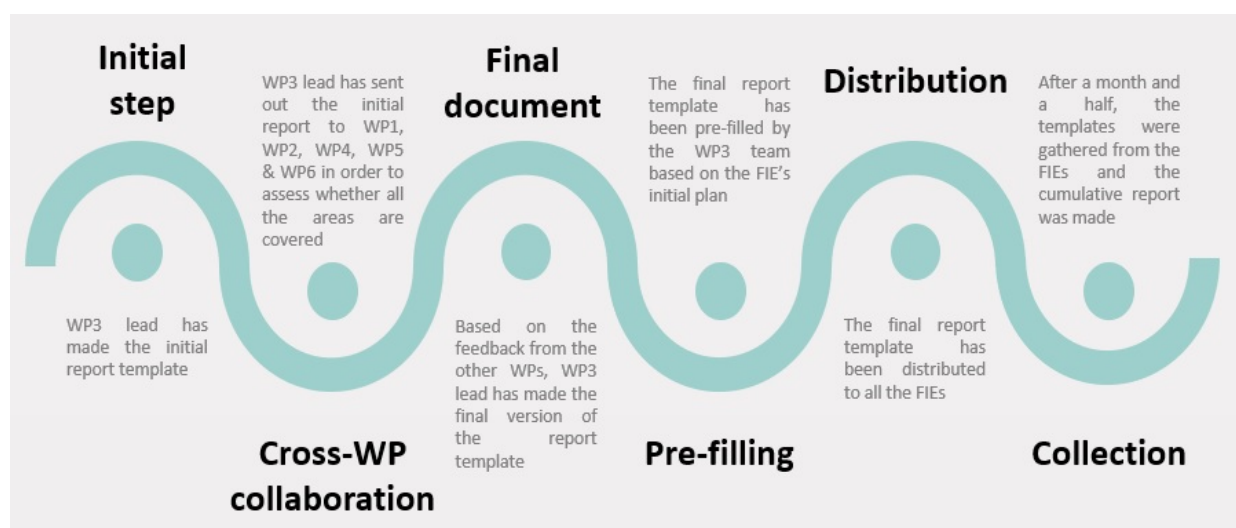 Initial
step
WP3 lead has
made the initial
report template
WP3 lead has sent
out the initial
report to WP1,
WP2, WP4, WP5
& WP6 in order to
assess whether all
the areas are
covered
Cross-WP
collaboration
Final
document
Based on the
feedback from the
other WPs, WP3
lead has made the
final version of
the report
template
The final report
template has
been pre-filled by
the WP3 team
based on the FIE's
initial plan
Pre-filling
Distribution
The final report
template has
been distributed
to all the FIEs
After a month and
a half, the
templates were
gathered from the
FIEs and the
cumulative report
was made
Collection